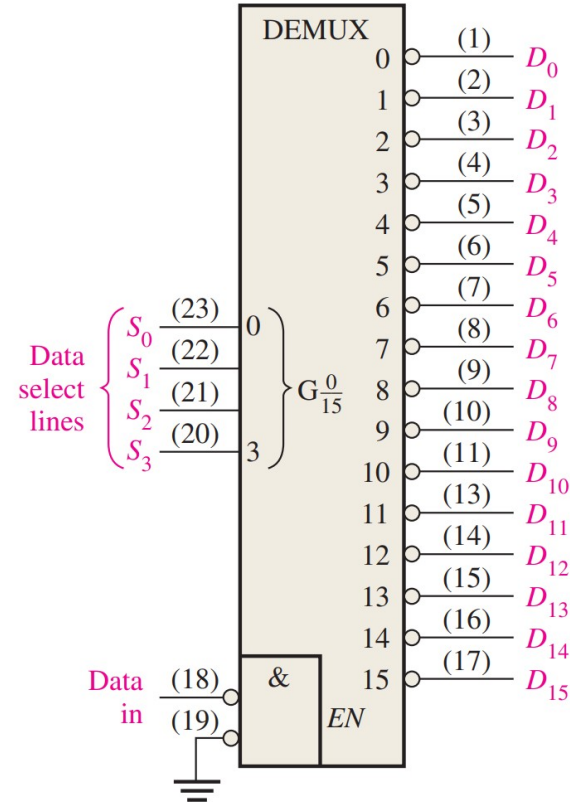 DEMUX
0 (1) D0
1 (2) D1
2 (3) D2
3 (4) D3
4 (5) D4
5 (6) D5
6 (7) D6
7 (8) D7
8 (9) D8
9 (10) D9
10 (11) D10
11 (13) D11
12 (14) D12
13 (15) D13
14 (16) D14
15 (17) D15
Data
select
lines
S0 (23) 0
S1 (22)
S2 (21)
S3 (20) 3
G 0/15
Data
in
(18)
(19)
&
EN